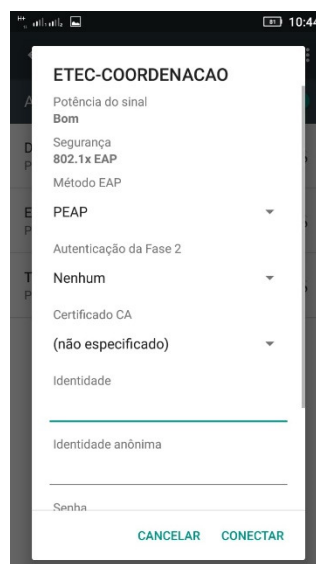 H+
81
10:44
ETEC-COORDENACAO
Potência do sinal
Bom
Segurança
802.1x EAP
Método EAP
PEAP
Autenticação da Fase 2
Nenhum
Certificado CA
(não especificado)
Identidade
Identidade anônima
Senha
CANCELAR CONECTAR